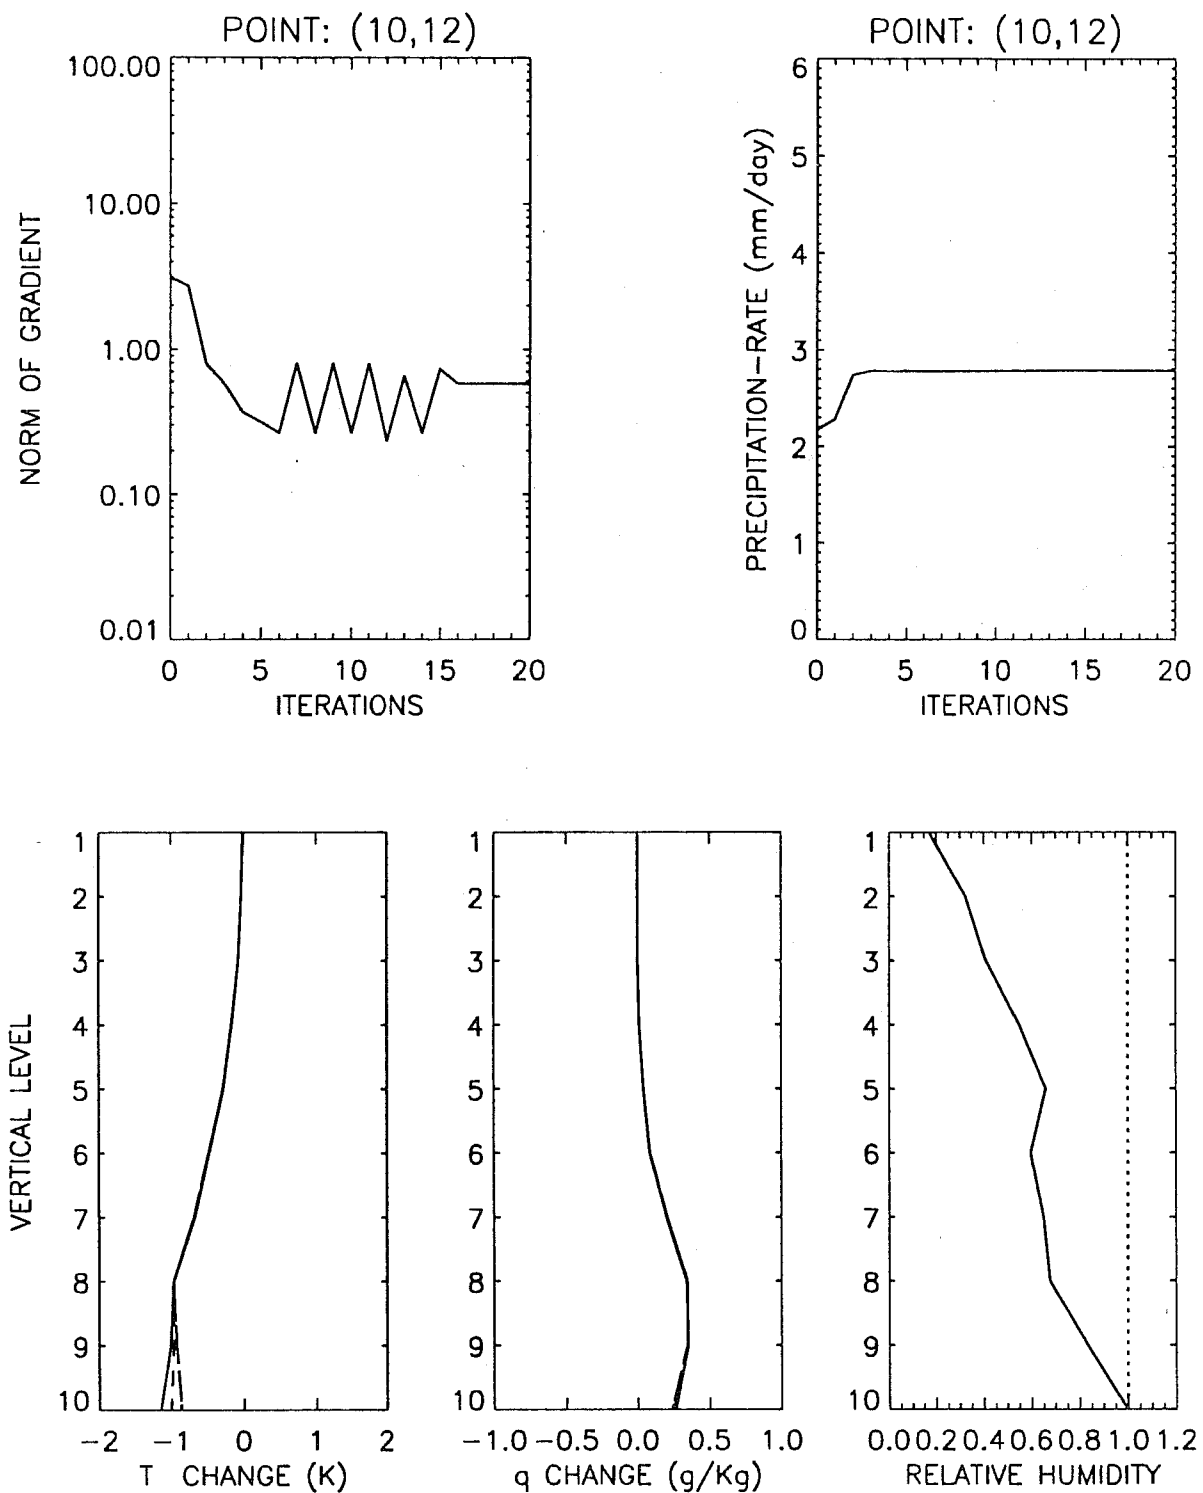 POINT: (10,12)
100.00
10.00
1.00
0.10
0.01
NORM OF GRADIENT
0 5 10 15 20
ITERATIONS
POINT: (10,12)
6
5
4
3
2
1
0
PRECIPITATION-RATE (mm/day)
0 5 10 15 20
ITERATIONS
1
2
3
4
5
6
7
8
9
10
VERTICAL LEVEL
-2 -1 0 1 2
T CHANGE (K)
1
2
3
4
5
6
7
8
9
10
-1.0 -0.5 0.0 0.5 1.0
q CHANGE (g/Kg)
1
2
3
4
5
6
7
8
9
10
0.0 0.2 0.4 0.6 0.8 1.0 1.2
RELATIVE HUMIDITY